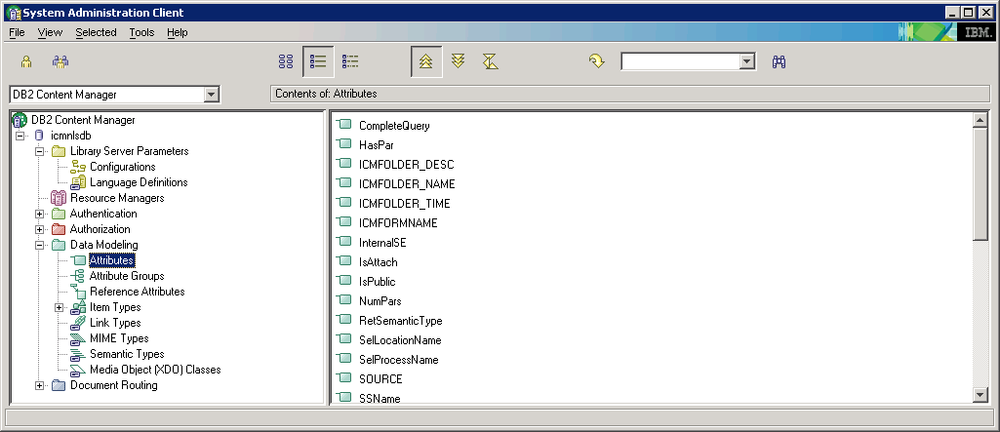 System Administration Client
File View Selected Tools Help
IBM.
DB2 Content Manager
Contents of: Attributes
DB2 Content Manager
icmnlsdb
Library Server Parameters
Configurations
Language Definitions
Resource Managers
Authentication
Authorization
Data Modeling
Attributes
Attribute Groups
Reference Attributes
Item Types
Link Types
MIME Types
Semantic Types
Media Object (XDO) Classes
Document Routing
CompleteQuery
HasPar
ICMFOLDER_DESC
ICMFOLDER_NAME
ICMFOLDER_TIME
ICMFORMNAME
InternalSE
IsAttach
IsPublic
NumPars
RetSemanticType
SelLocationName
SelProcessName
SOURCE
SSName